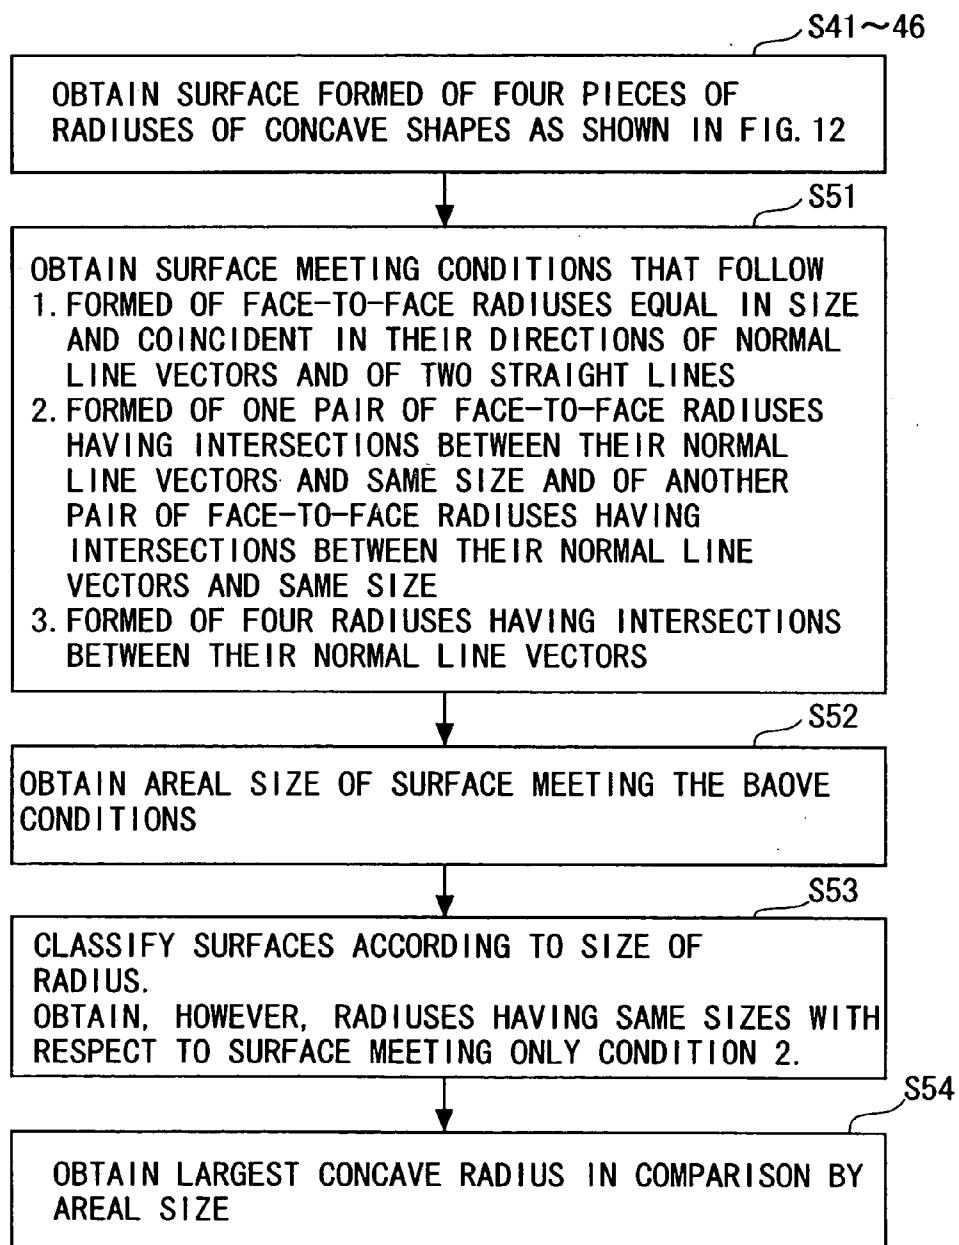 S41~46
OBTAIN SURFACE FORMED OF FOUR PIECES OF
RADIUSES OF CONCAVE SHAPES AS SHOWN IN FIG. 12
S51
OBTAIN SURFACE MEETING CONDITIONS THAT FOLLOW
1. FORMED OF FACE-TO-FACE RADIUSES EQUAL IN SIZE
AND COINCIDENT IN THEIR DIRECTIONS OF NORMAL
LINE VECTORS AND OF TWO STRAIGHT LINES
2. FORMED OF ONE PAIR OF FACE-TO-FACE RADIUSES
HAVING INTERSECTIONS BETWEEN THEIR NORMAL
LINE VECTORS AND SAME SIZE AND OF ANOTHER
PAIR OF FACE-TO-FACE RADIUSES HAVING
INTERSECTIONS BETWEEN THEIR NORMAL LINE
VECTORS AND SAME SIZE
3. FORMED OF FOUR RADIUSES HAVING INTERSECTIONS
BETWEEN THEIR NORMAL LINE VECTORS
S52
OBTAIN AREAL SIZE OF SURFACE MEETING THE BAOVE
CONDITIONS
S53
CLASSIFY SURFACES ACCORDING TO SIZE OF
RADIUS.
OBTAIN, HOWEVER, RADIUSES HAVING SAME SIZES WITH
RESPECT TO SURFACE MEETING ONLY CONDITION 2.
S54
OBTAIN LARGEST CONCAVE RADIUS IN COMPARISON BY
AREAL SIZE